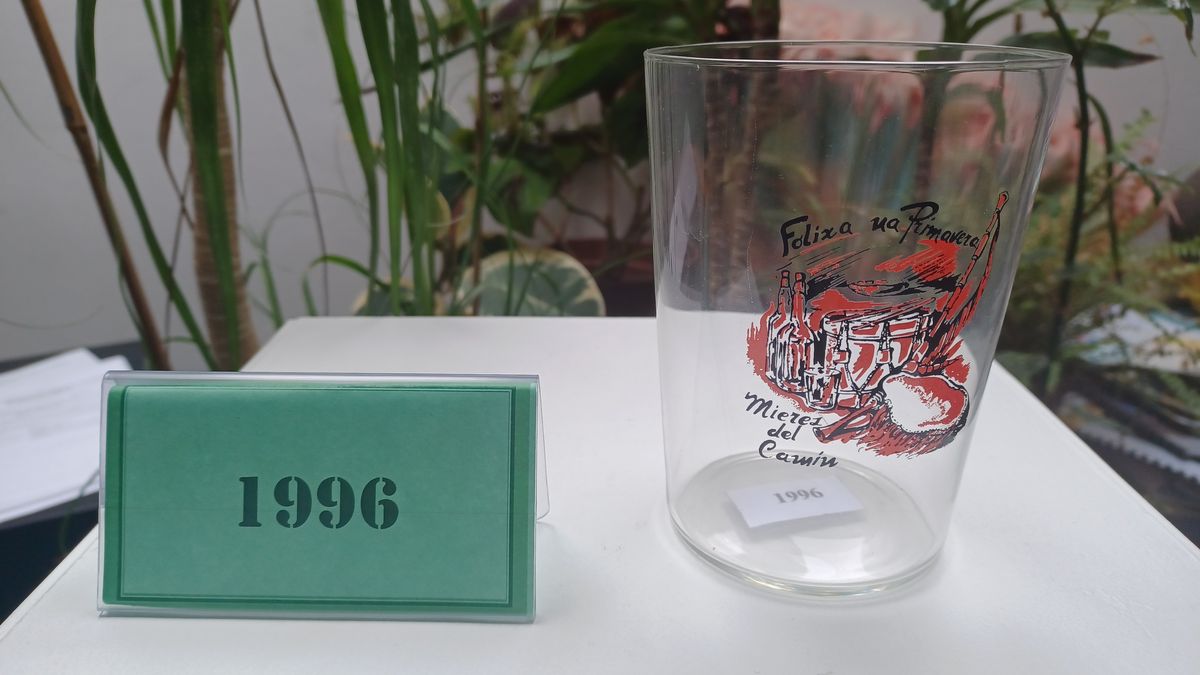 1996
Folixa na Primavera
Mieres
del
Camín
1996